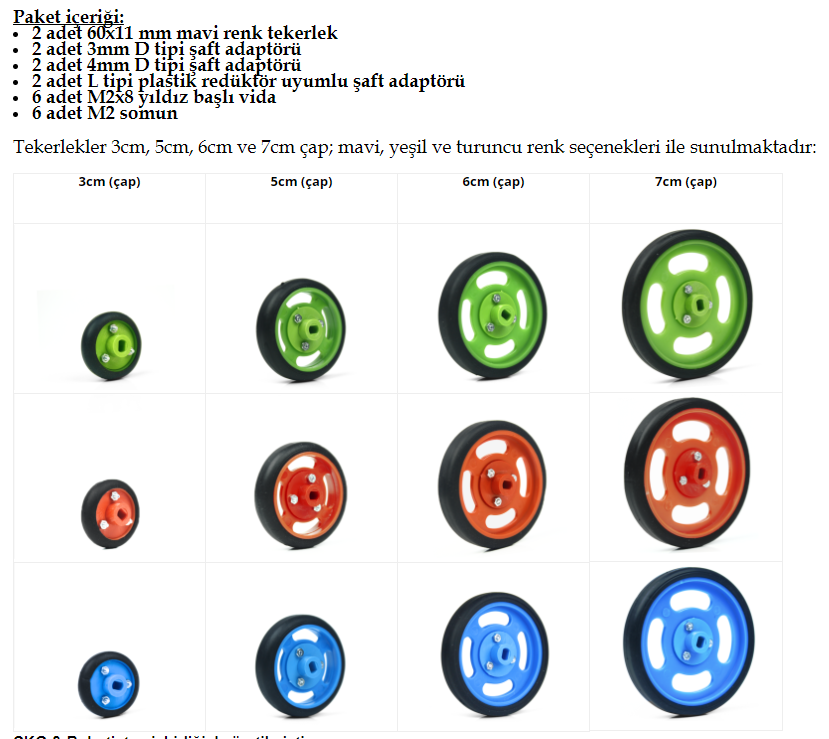 Paket içeriği:
• 2 adet 60x11 mm mavi renk tekerlek
• 2 adet 3mm D tipi şaft adaptörü
• 2 adet 4mm D tipi şaft adaptörü
• 2 adet L tipi plastik redüktör uyumlu şaft adaptörü
• 6 adet M2x8 yıldız başlı vida
• 6 adet M2 somun
Tekerlekler 3cm, 5cm, 6cm ve 7cm çap; mavi, yeşil ve turuncu renk seçenekleri ile sunulmaktadır:
3cm (çap) 5cm (çap) 6cm (çap) 7cm (çap)